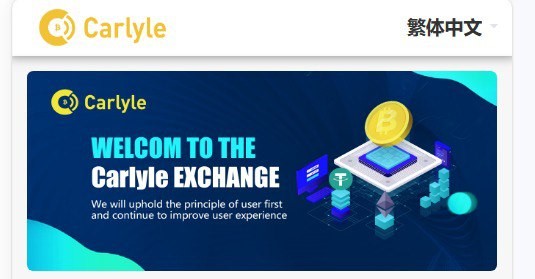 Carlyle
繁体中文
Carlyle
WELCOM TO THE
Carlyle EXCHANGE
We will uphold the principle of user first
and continue to improve user experience